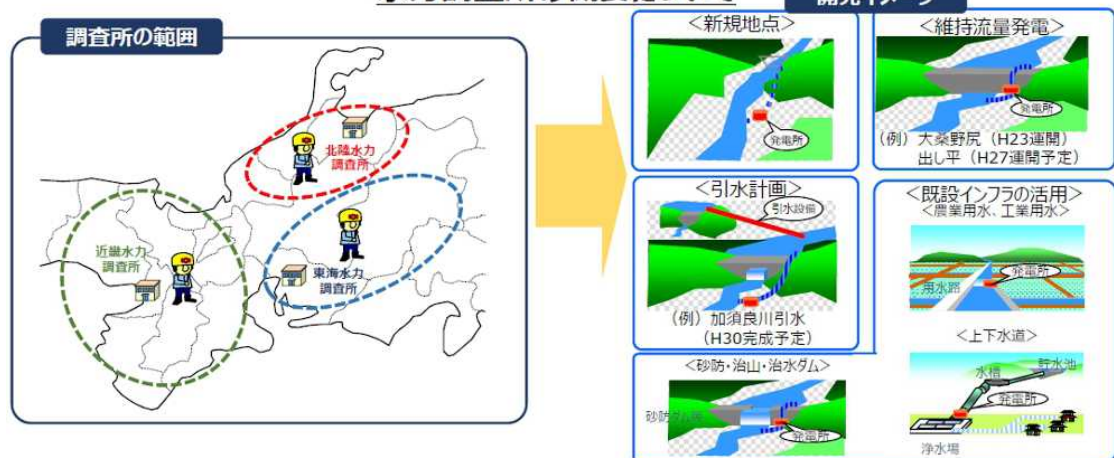 調査所の範囲
北陸水力
調査所
近畿水力
調査所
東海水力
調査所
<新規地点>
発電所
<維持流量発電>
発電所
(例) 大桑野尻(H23運開)
出し平(H27運開予定)
<引水計画>
引水設備
(例) 加須良川引水
(H30完成予定)
<既設インフラの活用>
<農業用水、工業用水>
発電所
用水路
<上下水道>
水槽
貯水池
発電所
浄水場
<砂防・治山・治水ダム>
砂防ダム等
発電所